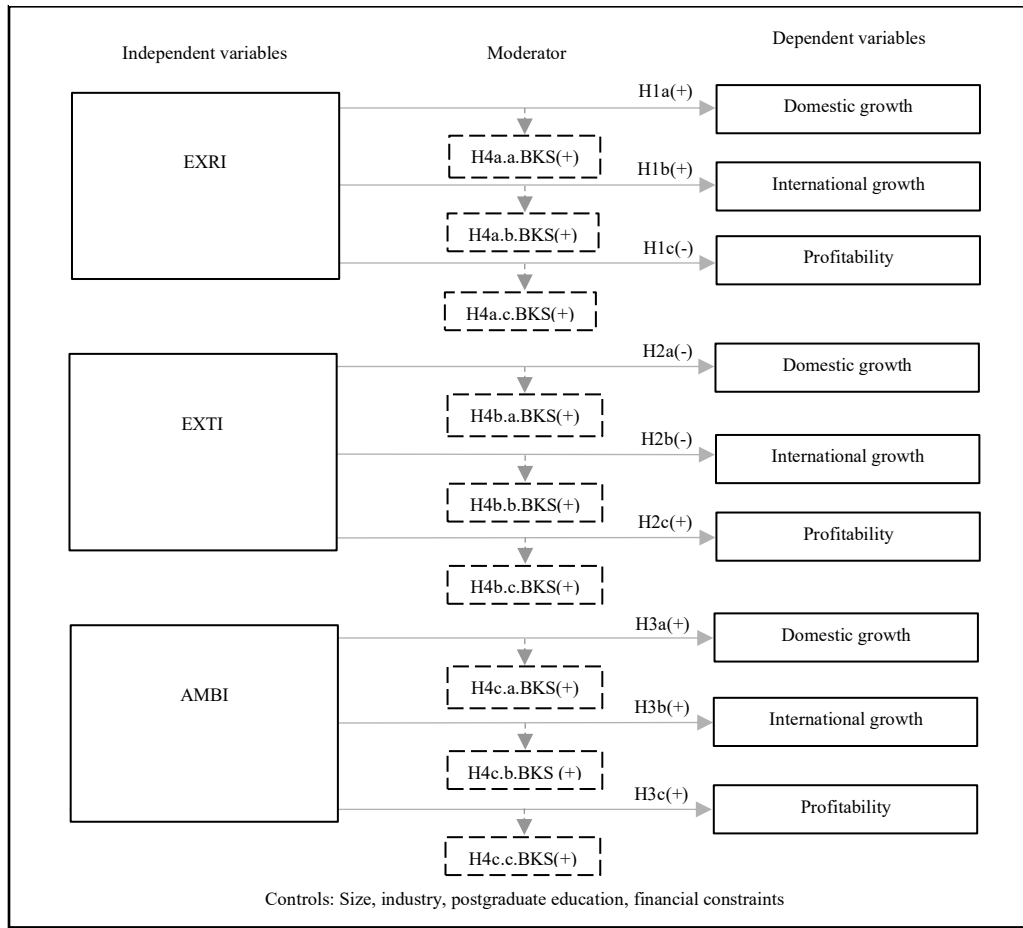 Independent variables
Moderator
Dependent variables
EXRI
H1a(+)
Domestic growth
H4a.a.BKS(+)
H1b(+)
International growth
H4a.b.BKS(+)
H1c(-)
Profitability
H4a.c.BKS(+)
EXTI
H2a(-)
Domestic growth
H4b.a.BKS(+)
H2b(-)
International growth
H4b.b.BKS(+)
H2c(+)
Profitability
H4b.c.BKS(+)
AMBI
H3a(+)
Domestic growth
H4c.a.BKS(+)
H3b(+)
International growth
H4c.b.BKS (+)
H3c(+)
Profitability
H4c.c.BKS(+)
Controls: Size, industry, postgraduate education, financial constraints